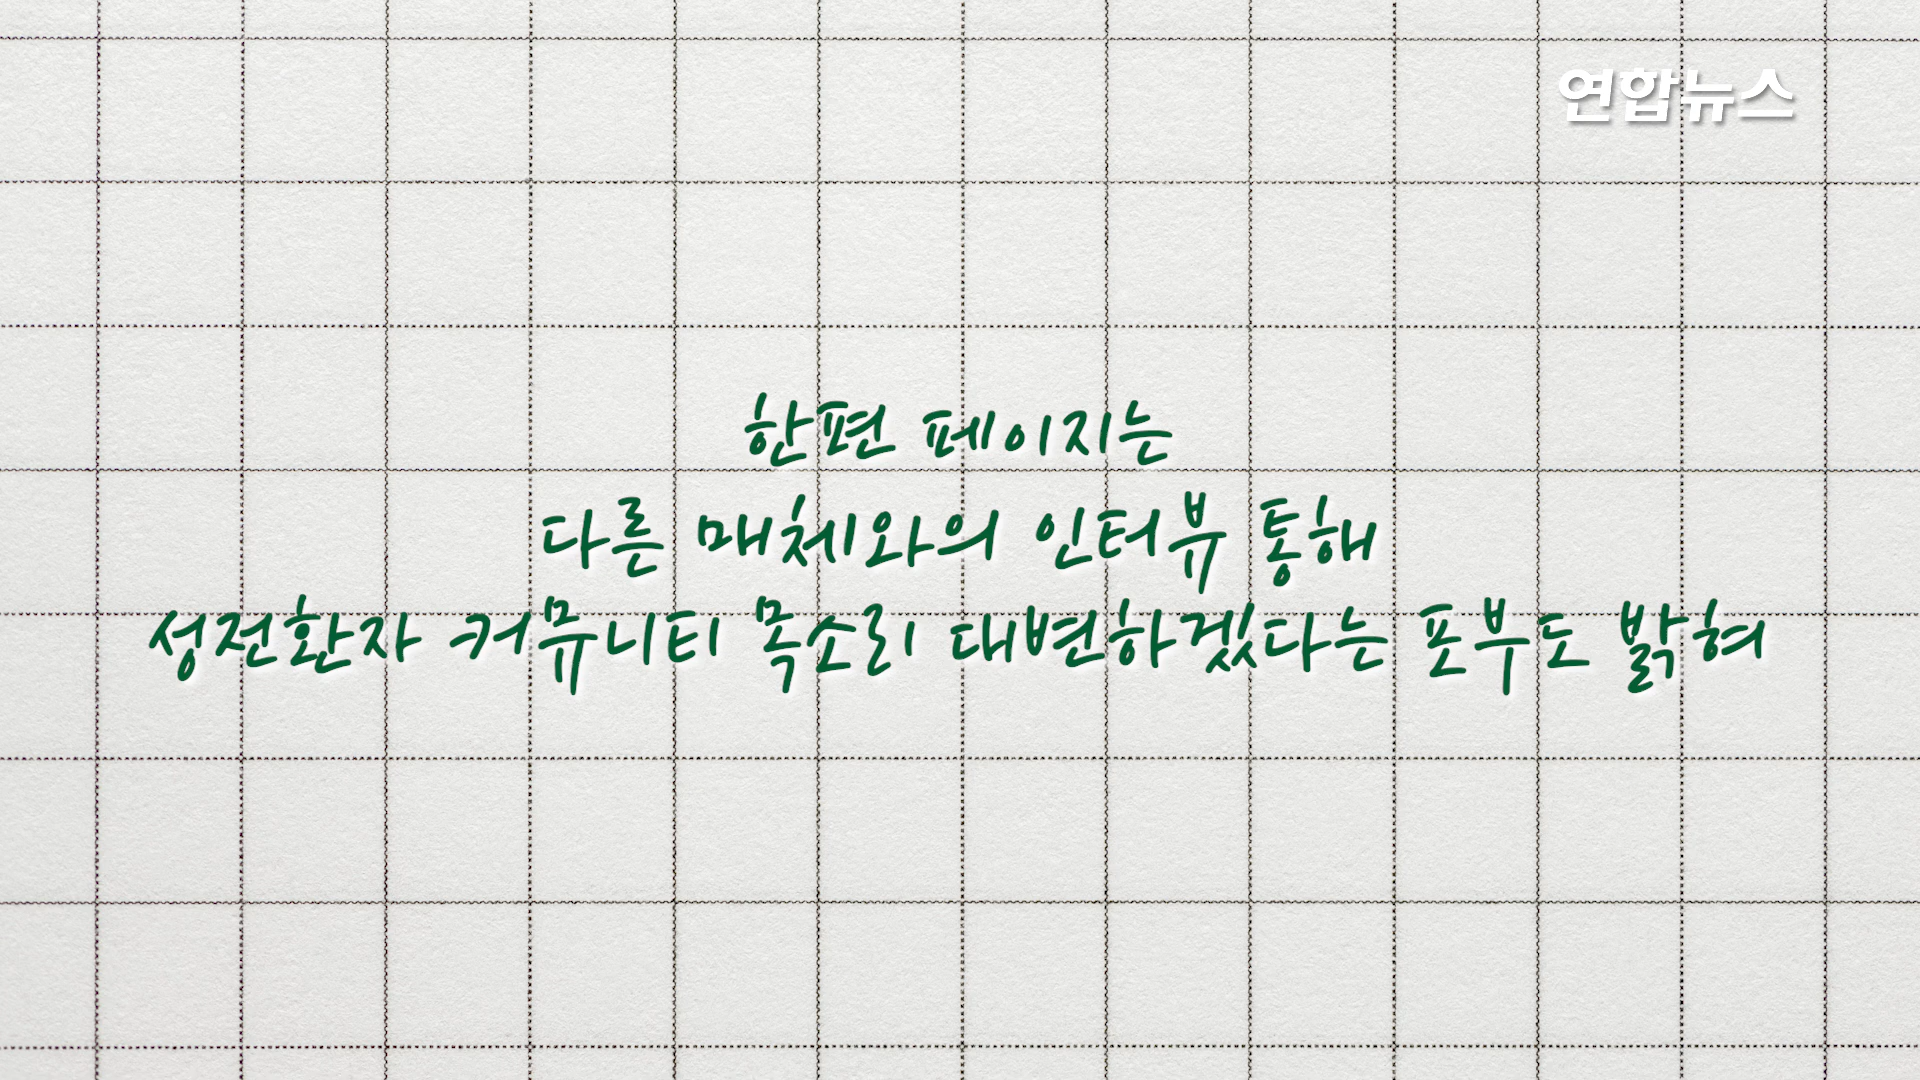 연합뉴스
한편 페이지는
다른 매체와의 인터뷰 통해
성전환자 커뮤니티 목소리 대변하겠다는 포부도 밝혀